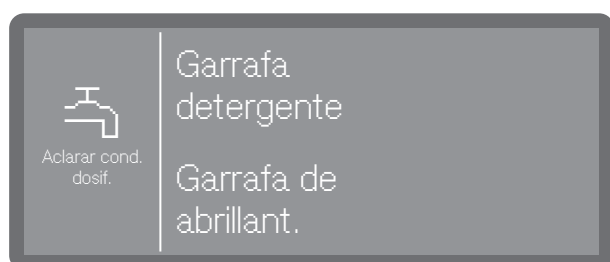 Aclarar cond.
dosif.
Garrafa
detergente
Garrafa de
abrillant.